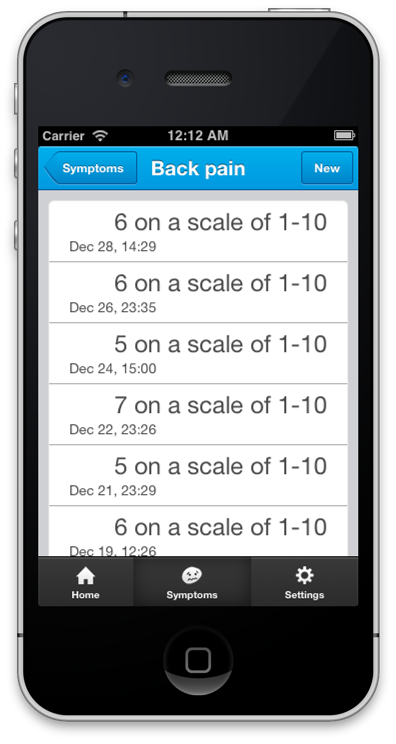 Carrier 12:12 AM
Symptoms Back pain New
6 on a scale of 1-10
Dec 28, 14:29
6 on a scale of 1-10
Dec 26, 23:35
5 on a scale of 1-10
Dec 24, 15:00
7 on a scale of 1-10
Dec 22, 23:26
5 on a scale of 1-10
Dec 21, 23:29
6 on a scale of 1-10
Dec 19, 12:26
Home Symptoms Settings